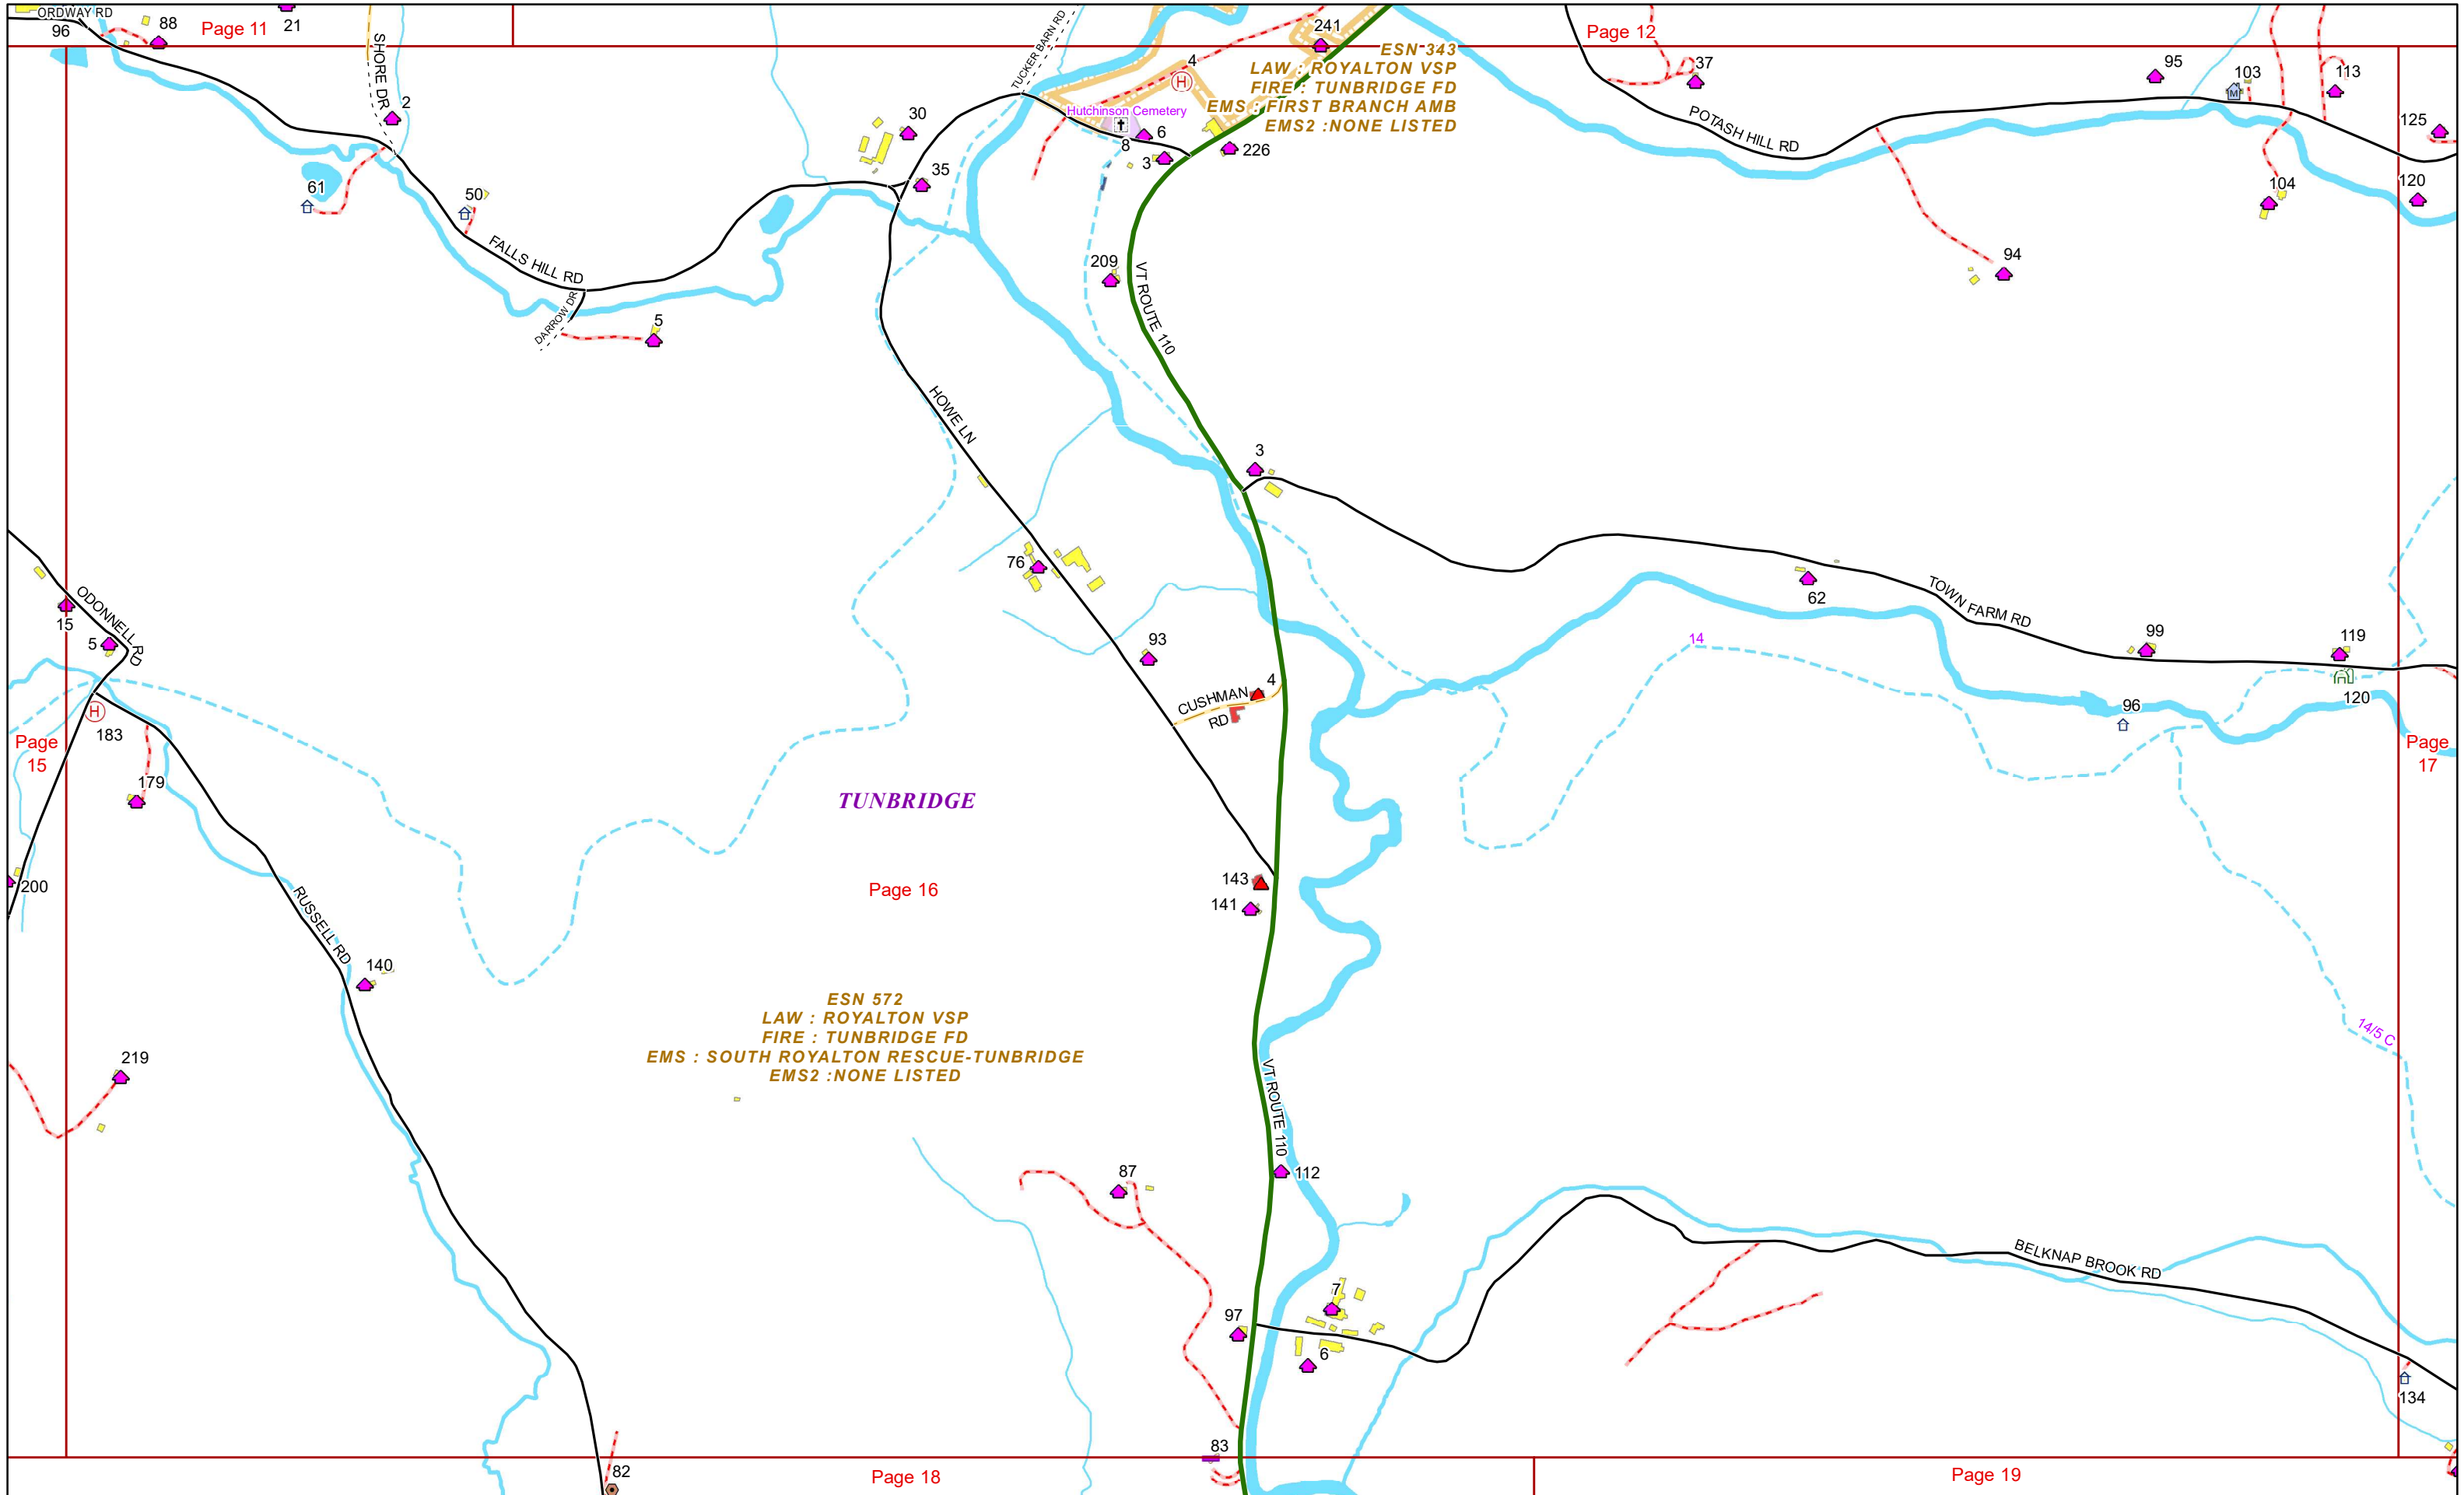 ORDWAY RD
96
88
Page 11
21
241
Page 12
SHORE DR
TUCKER BARN RD
4
H
ESN 343
LAW : ROYALTON VSP
FIRE : TUNBRIDGE FD
EMS : FIRST BRANCH AMB
EMS2 :NONE LISTED
37
95
103
M
113
2
30
Hutchinson Cemetery
6
8
3
226
POTASH HILL RD
125
35
61
50
104
120
FALLS HILL RD
209
94
VT ROUTE 110
DARROW DR
5
HOWE LN
3
76
62
TOWN FARM RD
ODONNELL RD
15
5
93
14
99
119
CUSHMAN
RD
4
120
96
H
183
Page
15
Page
17
179
TUNBRIDGE
Page 16
143
141
200
RUSSELL RD
140
ESN 572
LAW : ROYALTON VSP
FIRE : TUNBRIDGE FD
EMS : SOUTH ROYALTON RESCUE-TUNBRIDGE
EMS2 :NONE LISTED
14/5 C
219
VT ROUTE 110
87
112
BELKNAP BROOK RD
7
97
6
134
83
82
Page 18
Page 19